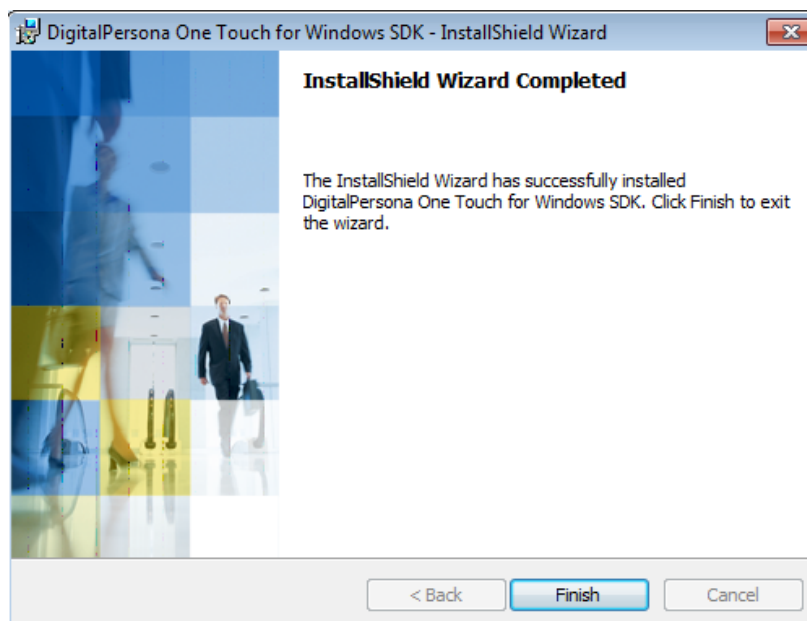 DigitalPersona One Touch for Windows SDK - InstallShield Wizard
InstallShield Wizard Completed
The InstallShield Wizard has successfully installed
DigitalPersona One Touch for Windows SDK. Click Finish to exit
the wizard.
< Back
Finish
Cancel